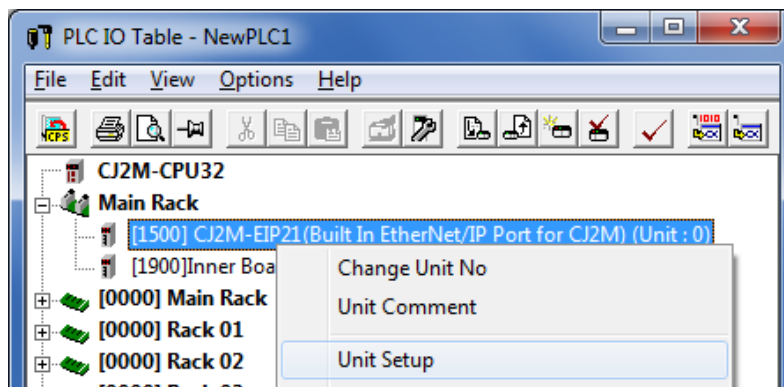 PLC IO Table - NewPLC1
File Edit View Options Help
CPS
1010
CJ2M-CPU32
Main Rack
[1500] CJ2M-EIP21(Built In EtherNet/IP Port for CJ2M) (Unit : 0)
[1900]Inner Boa
Change Unit No
[0000] Main Rack
Unit Comment
[0000] Rack 01
[0000] Rack 02
Unit Setup